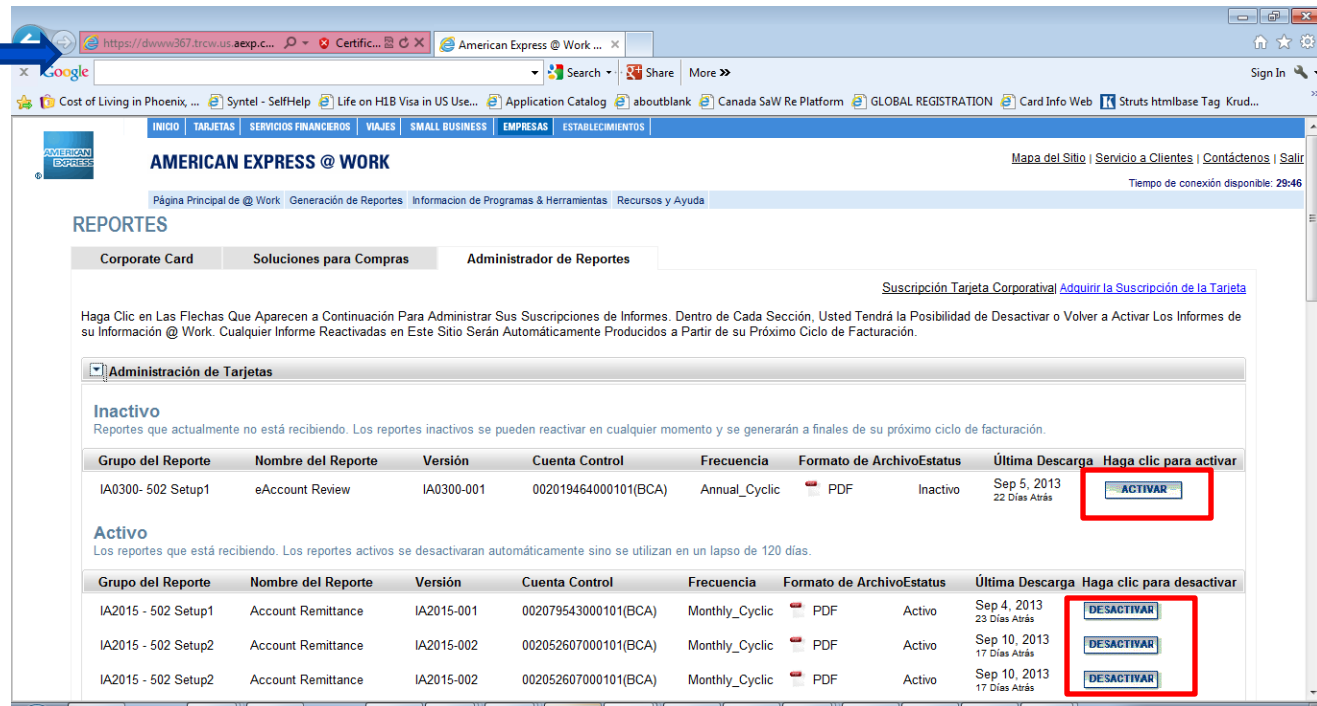 https://dwww367.trcw.us.aexp.c... Certific... American Express @ Work ...
x Google Search Share More >> Sign In
Cost of Living in Phoenix, ... Syntel - SelfHelp Life on H1B Visa in US Use... Application Catalog aboutblank Canada SaW Re Platform GLOBAL REGISTRATION Card Info Web Struts htmlbase Tag Krud...
INICIO TARJETAS SERVICIOS FINANCIEROS VIAJES SMALL BUSINESS EMPRESAS ESTABLECIMIENTOS
AMERICAN EXPRESS
AMERICAN EXPRESS @ WORK
Mapa del Sitio | Servicio a Clientes | Contáctenos | Salir
Tiempo de conexión disponible: 29:46
Página Principal de @ Work Generación de Reportes Informacion de Programas & Herramientas Recursos y Ayuda
REPORTES
Corporate Card Soluciones para Compras Administrador de Reportes
Suscripción Tarjeta Corporativa| Adquirir la Suscripción de la Tarjeta
Haga Clic en Las Flechas Que Aparecen a Continuación Para Administrar Sus Suscripciones de Informes. Dentro de Cada Sección, Usted Tendrá la Posibilidad de Desactivar o Volver a Activar Los Informes de
su Información @ Work. Cualquier Informe Reactivadas en Este Sitio Serán Automáticamente Producidos a Partir de su Próximo Ciclo de Facturación.
Administración de Tarjetas
Inactivo
Reportes que actualmente no está recibiendo. Los reportes inactivos se pueden reactivar en cualquier momento y se generarán a finales de su próximo ciclo de facturación.
Grupo del Reporte Nombre del Reporte Versión Cuenta Control Frecuencia Formato de ArchivoEstatus Última Descarga Haga clic para activar
IA0300- 502 Setup1 eAccount Review IA0300-001 002019464000101(BCA) Annual_Cyclic PDF Inactivo Sep 5, 2013 ACTIVAR
22 Días Atrás
Activo
Los reportes que está recibiendo. Los reportes activos se desactivaran automáticamente sino se utilizan en un lapso de 120 días.
Grupo del Reporte Nombre del Reporte Versión Cuenta Control Frecuencia Formato de ArchivoEstatus Última Descarga Haga clic para desactivar
IA2015 - 502 Setup1 Account Remittance IA2015-001 002079543000101(BCA) Monthly_Cyclic PDF Activo Sep 4, 2013 DESACTIVAR
23 Días Atrás
IA2015 - 502 Setup2 Account Remittance IA2015-002 002052607000101(BCA) Monthly_Cyclic PDF Activo Sep 10, 2013 DESACTIVAR
17 Días Atrás
IA2015 - 502 Setup2 Account Remittance IA2015-002 002052607000101(BCA) Monthly_Cyclic PDF Activo Sep 10, 2013 DESACTIVAR
17 Días Atrás